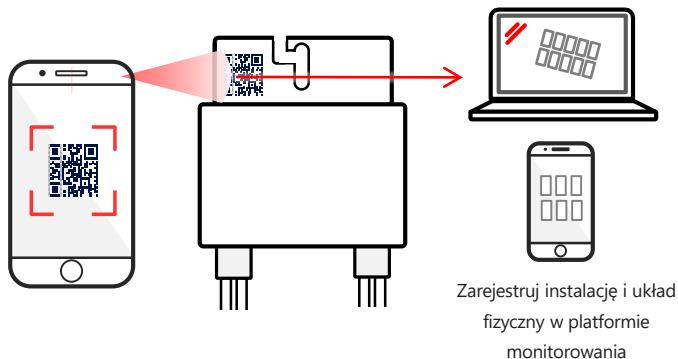 Zarejestruj instalację i układ
fizyczny w platformie
monitorowania